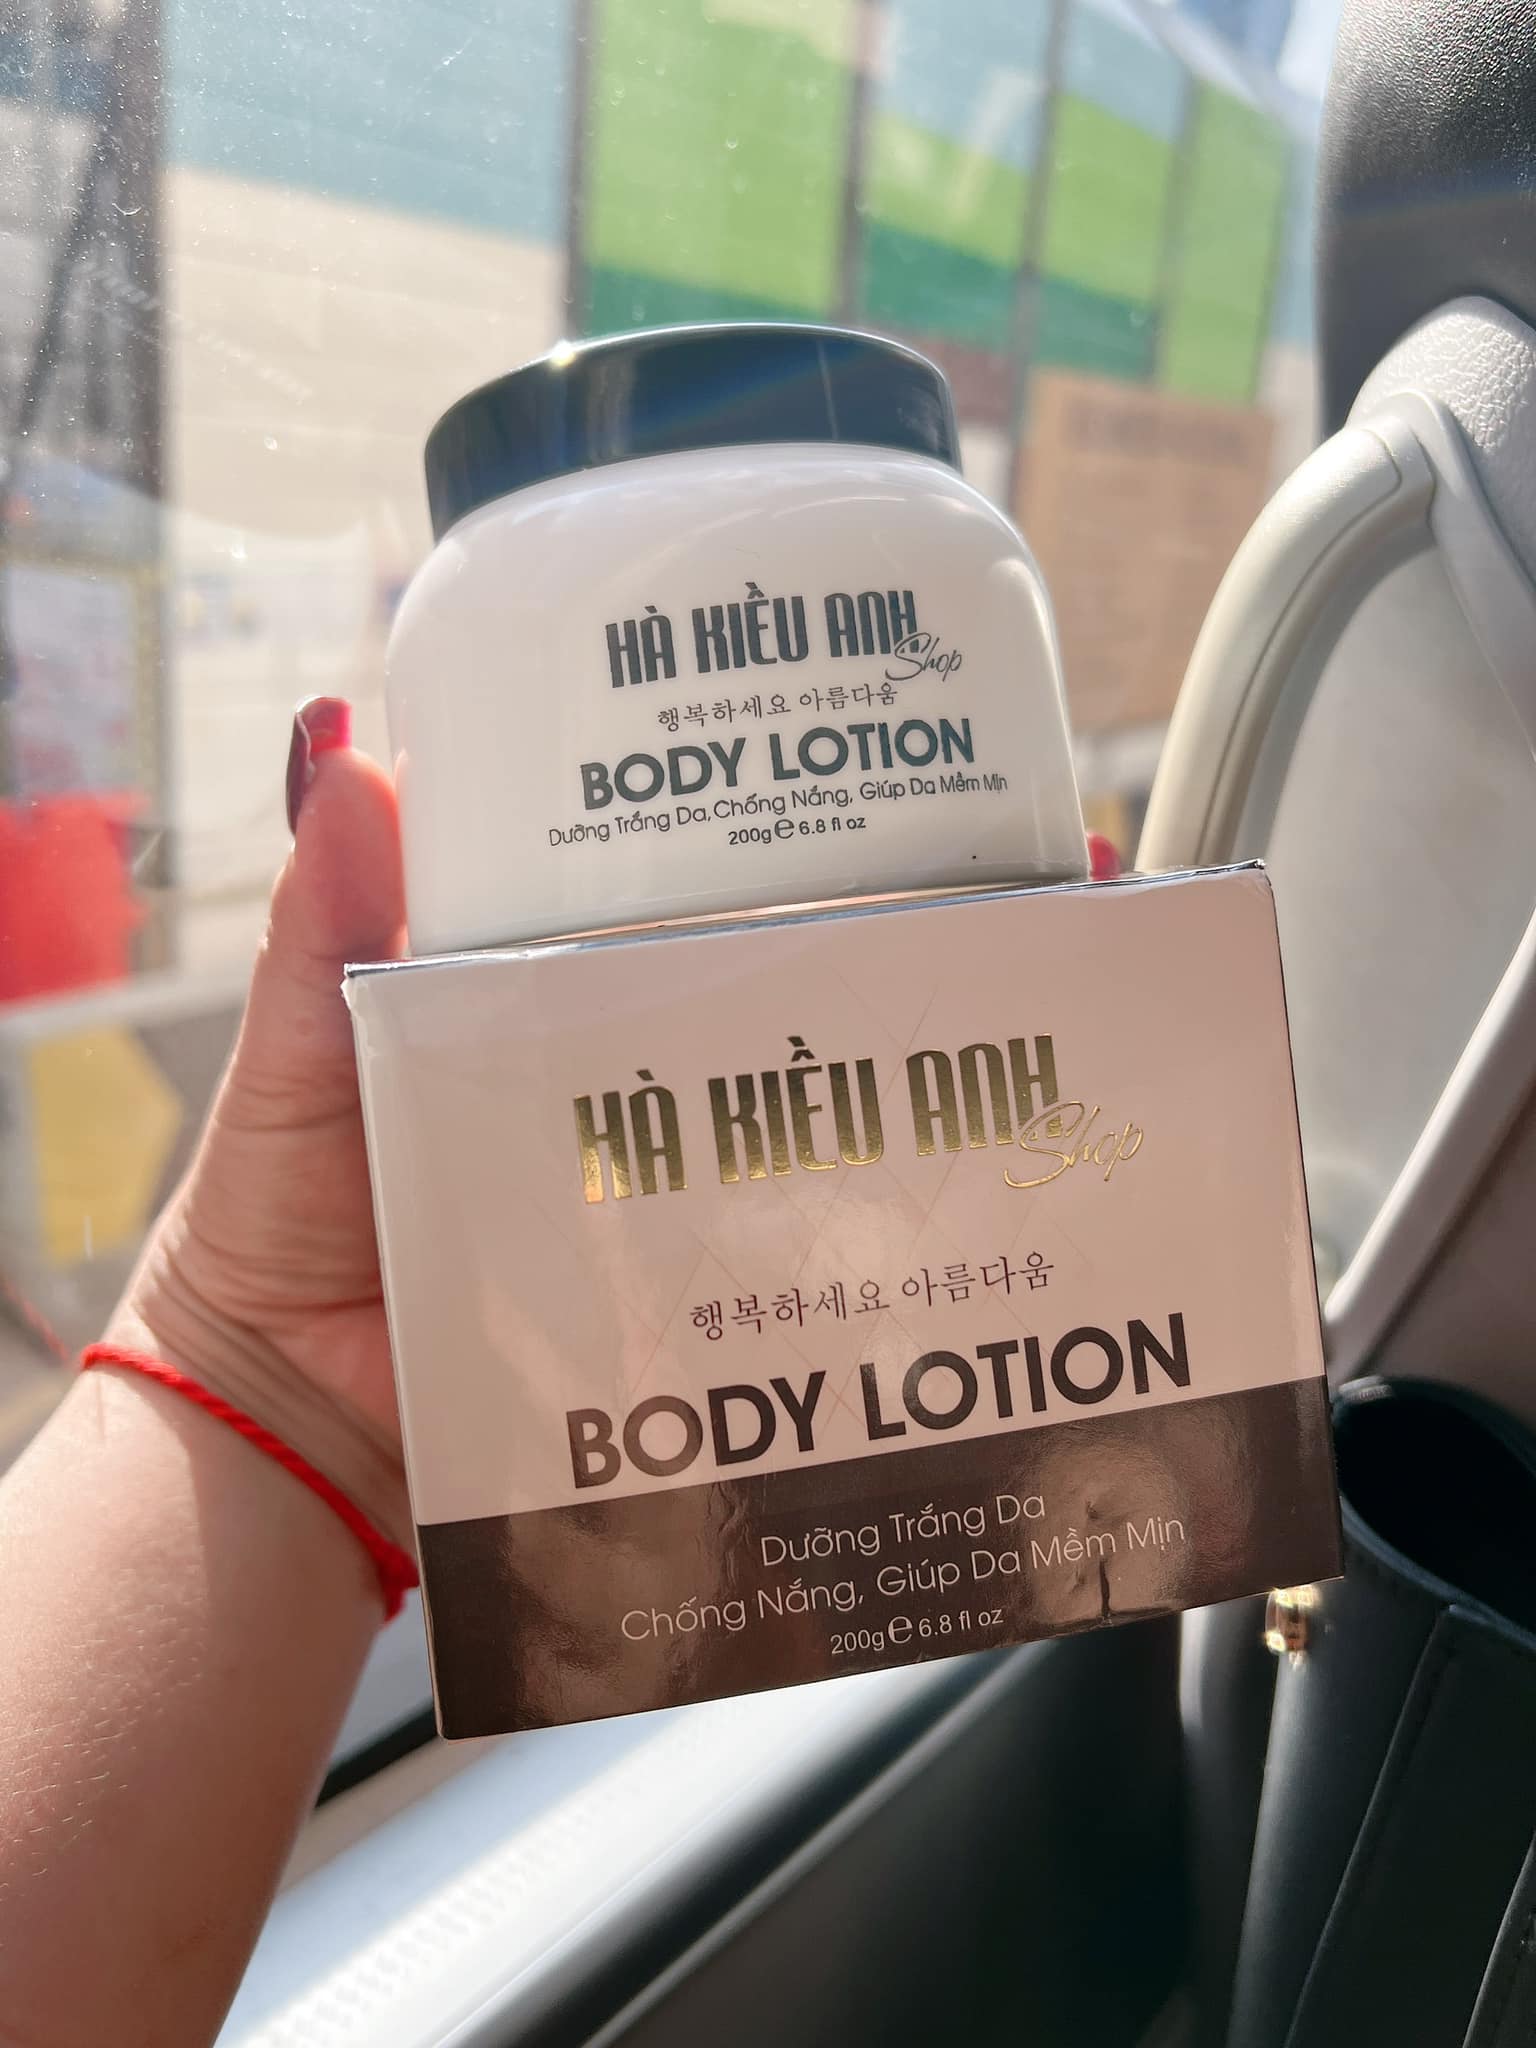 HÀ KIỀU ANH
Shop
행복하세요 아름다움
BODY LOTION
Dưỡng Trắng Da, Chống Nắng, Giúp Da Mềm Mịn
200g℮6.8 fl oz
HÀ KIỀU ANH
Shop
행복하세요 아름다움
BODY LOTION
Dưỡng Trắng Da
Chống Nắng, Giúp Da Mềm Mịn
200g℮6.8 fl oz